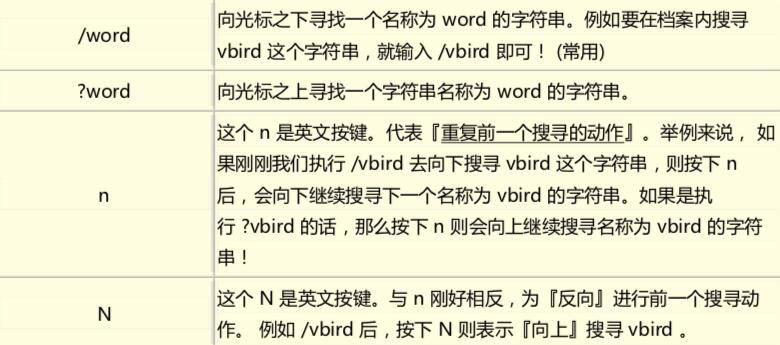 /word
向光标之下寻找一个名称为 word 的字符串。例如要在档案内搜寻
vbird 这个字符串，就输入 /vbird 即可！ (常用)
?word
向光标之上寻找一个字符串名称为 word 的字符串。
n
这个 n 是英文按键。代表『重复前一个搜寻的动作』。举例来说， 如
果刚刚我们执行 /vbird 去向下搜寻 vbird 这个字符串，则按下 n
后，会向下继续搜寻下一个名称为 vbird 的字符串。如果是执
行 ?vbird 的话，那么按下 n 则会向上继续搜寻名称为 vbird 的字符
串！
N
这个 N 是英文按键。与 n 刚好相反，为『反向』进行前一个搜寻动
作。 例如 /vbird 后，按下 N 则表示『向上』搜寻 vbird 。